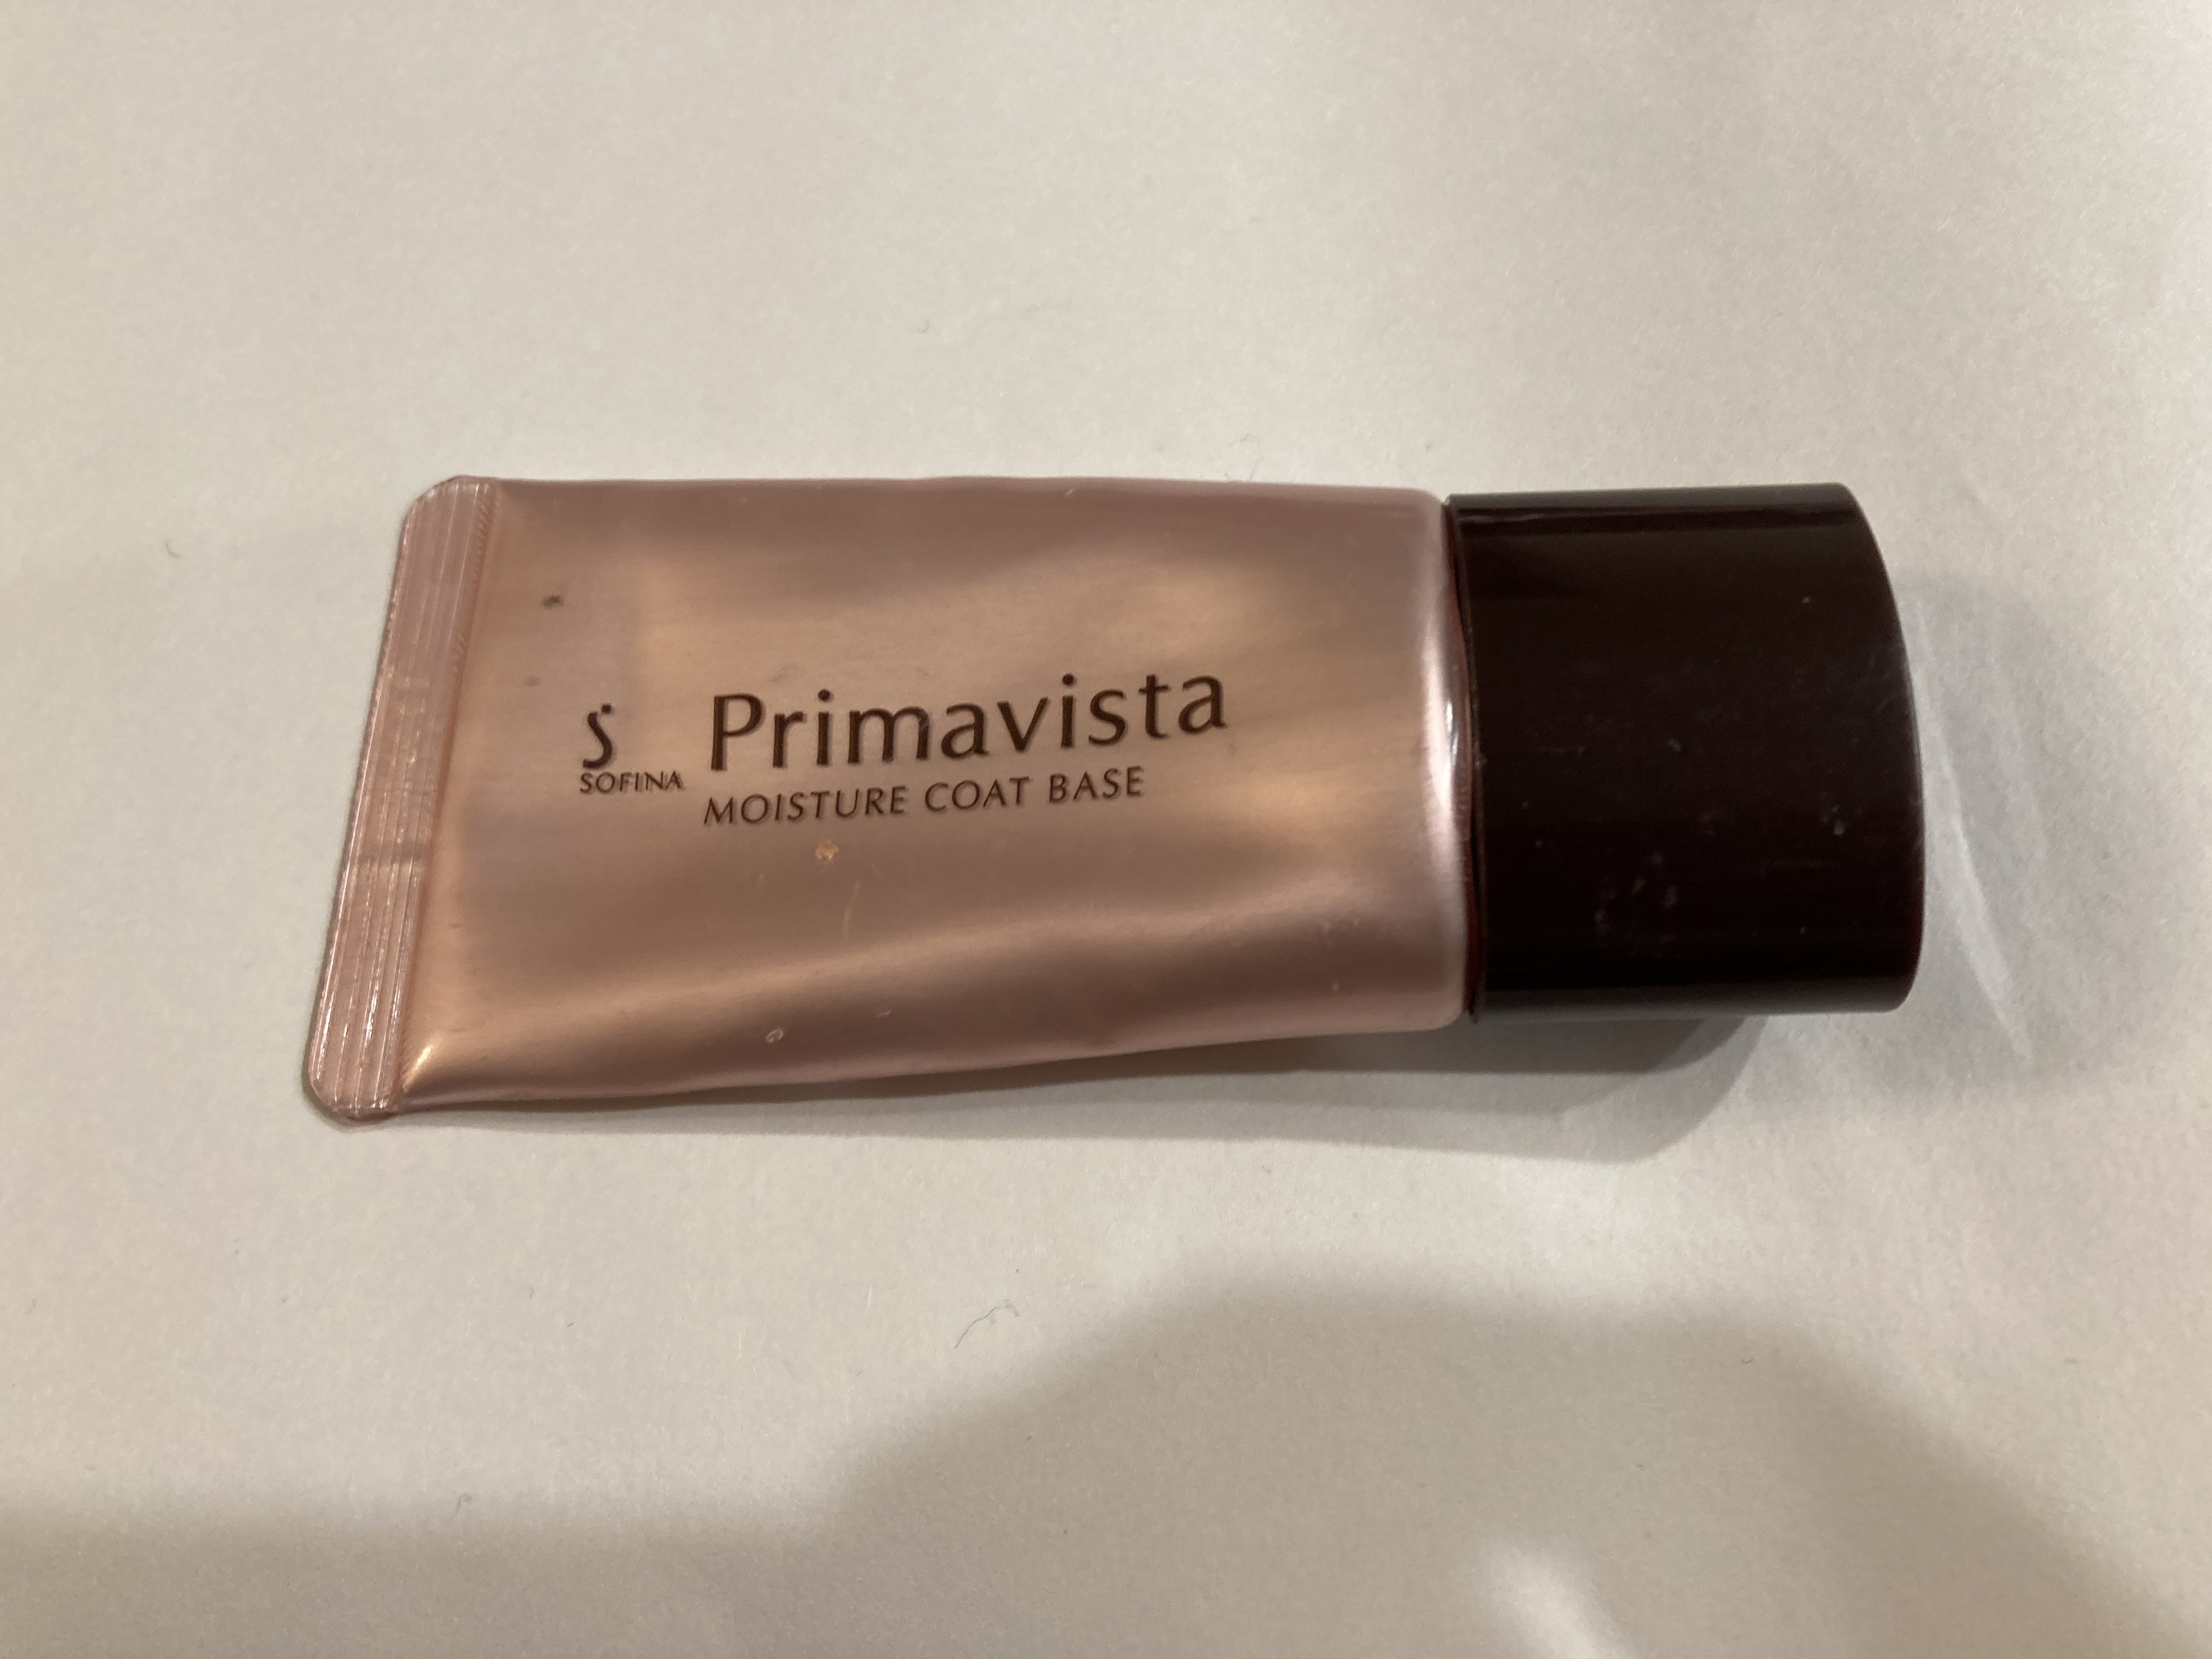 Primavista
SOFINA
MOISTURE COAT BASE